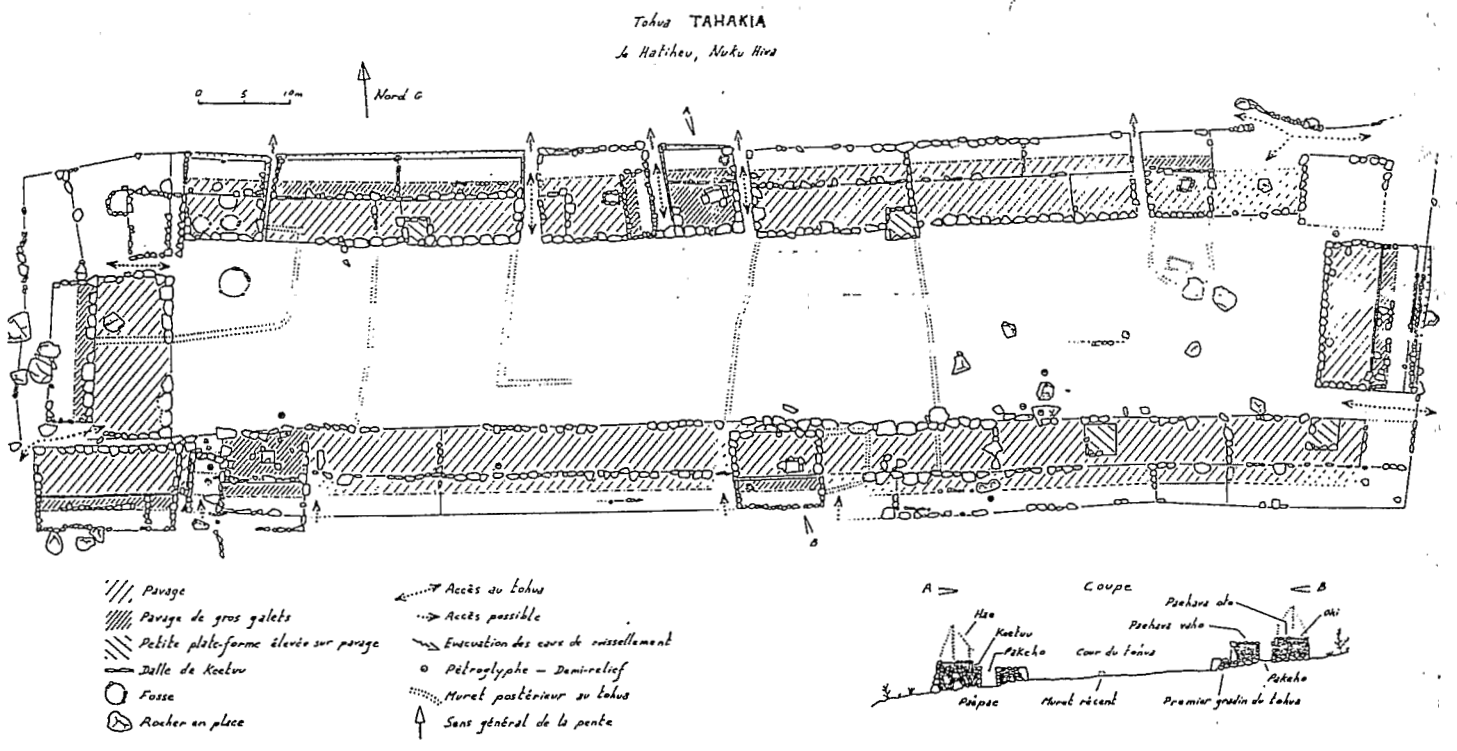 Tohua TAHAKIA
de Hatiheu, Nuku Hiva
0 5 10m
Nord G
A
B
Pavage
Pavage de gros galets
Petite plate-forme élevée sur pavage
Dalle de Keetuu
Fosse
Rocher en place
Accès au tohua
Accès possible
Evacuation des eaux de ruissellement
Pétroglyphe – Demi-relief
Muret postérieur au tohua
Sens général de la pente
A Coupe B
Hae
Keetuu
Pakeho
Paepae
Cour du tohua
Muret récent
Paehava oto
Paehava vaho
Oki
Pakeho
Premier gradin du tohua